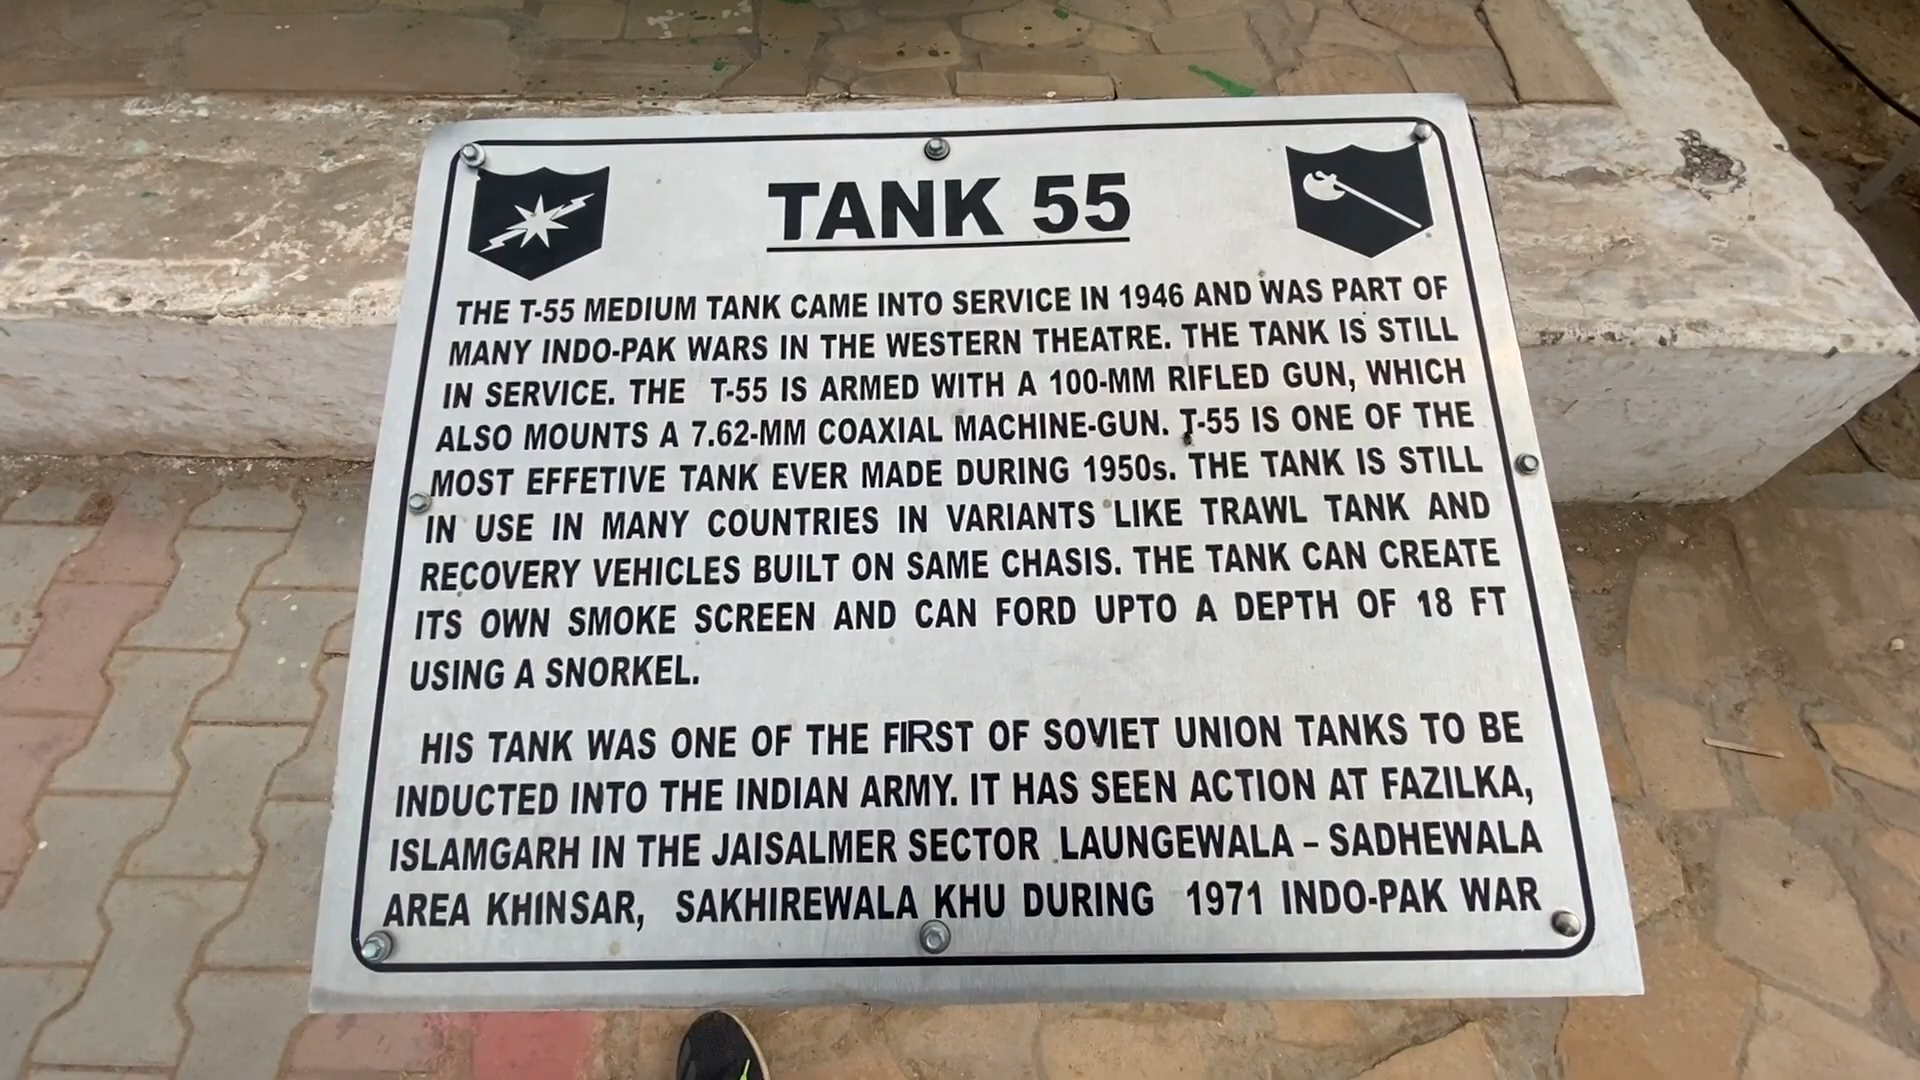 TANK 55
THE T-55 MEDIUM TANK CAME INTO SERVICE IN 1946 AND WAS PART OF
MANY INDO-PAK WARS IN THE WESTERN THEATRE. THE TANK IS STILL
IN SERVICE. THE T-55 IS ARMED WITH A 100-MM RIFLED GUN, WHICH
ALSO MOUNTS A 7.62-MM COAXIAL MACHINE-GUN. T-55 IS ONE OF THE
MOST EFFETIVE TANK EVER MADE DURING 1950s. THE TANK IS STILL
IN USE IN MANY COUNTRIES IN VARIANTS LIKE TRAWL TANK AND
RECOVERY VEHICLES BUILT ON SAME CHASIS. THE TANK CAN CREATE
ITS OWN SMOKE SCREEN AND CAN FORD UPTO A DEPTH OF 18 FT
USING A SNORKEL.
HIS TANK WAS ONE OF THE FIRST OF SOVIET UNION TANKS TO BE
INDUCTED INTO THE INDIAN ARMY. IT HAS SEEN ACTION AT FAZILKA,
ISLAMGARH IN THE JAISALMER SECTOR LAUNGEWALA – SADHEWALA
AREA KHINSAR, SAKHIREWALA KHU DURING 1971 INDO-PAK WAR